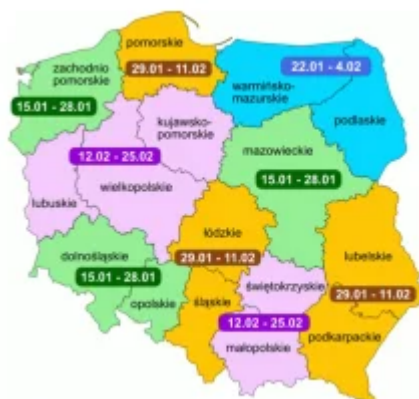 pomorskie
zachodnio
pomorskie
29.01 - 11.02
22.01 - 4.02
warmińsko-
mazurskie
15.01 - 28.01
kujawsko-
pomorskie
podlaskie
12.02 - 25.02
mazowieckie
wielkopolskie
15.01 - 28.01
lubuskie
łódzkie
dolnośląskie
29.01 - 11.02
lubelskie
15.01 - 28.01
świętokrzyskie
opolskie
śląskie
29.01 - 11.02
12.02 - 25.02
podkarpackie
małopolskie